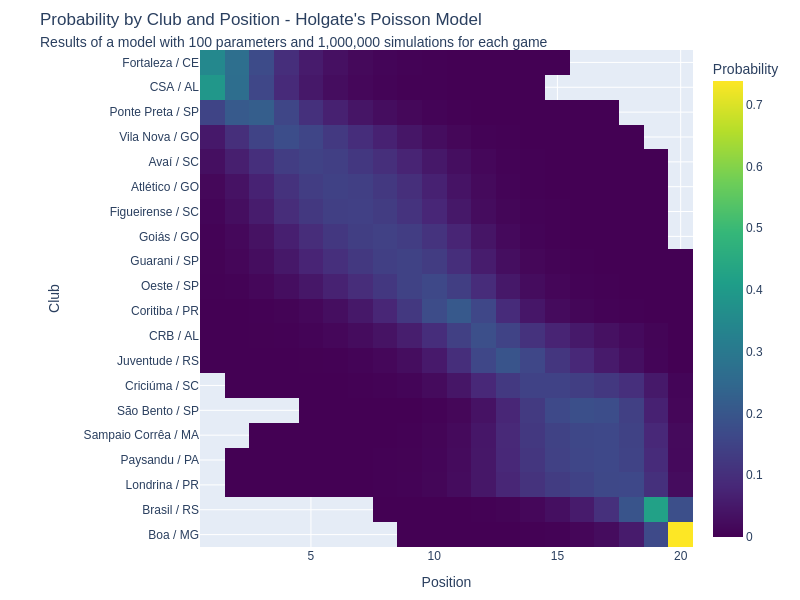 Probability by Club and Position - Holgate's Poisson Model
Results of a model with 100 parameters and 1,000,000 simulations for each game
Probability
Fortaleza / CE
CSA / AL
Ponte Preta / SP
Vila Nova / GO
Avaí / SC
Atlético / GO
Figueirense / SC
Goiás / GO
Guarani / SP
Oeste / SP
Coritiba / PR
CRB / AL
Juventude / RS
Criciúma / SC
São Bento / SP
Sampaio Corrêa / MA
Paysandu / PA
Londrina / PR
Brasil / RS
Boa / MG
Club
5
10
15
20
Position
0.7
0.6
0.5
0.4
0.3
0.2
0.1
0